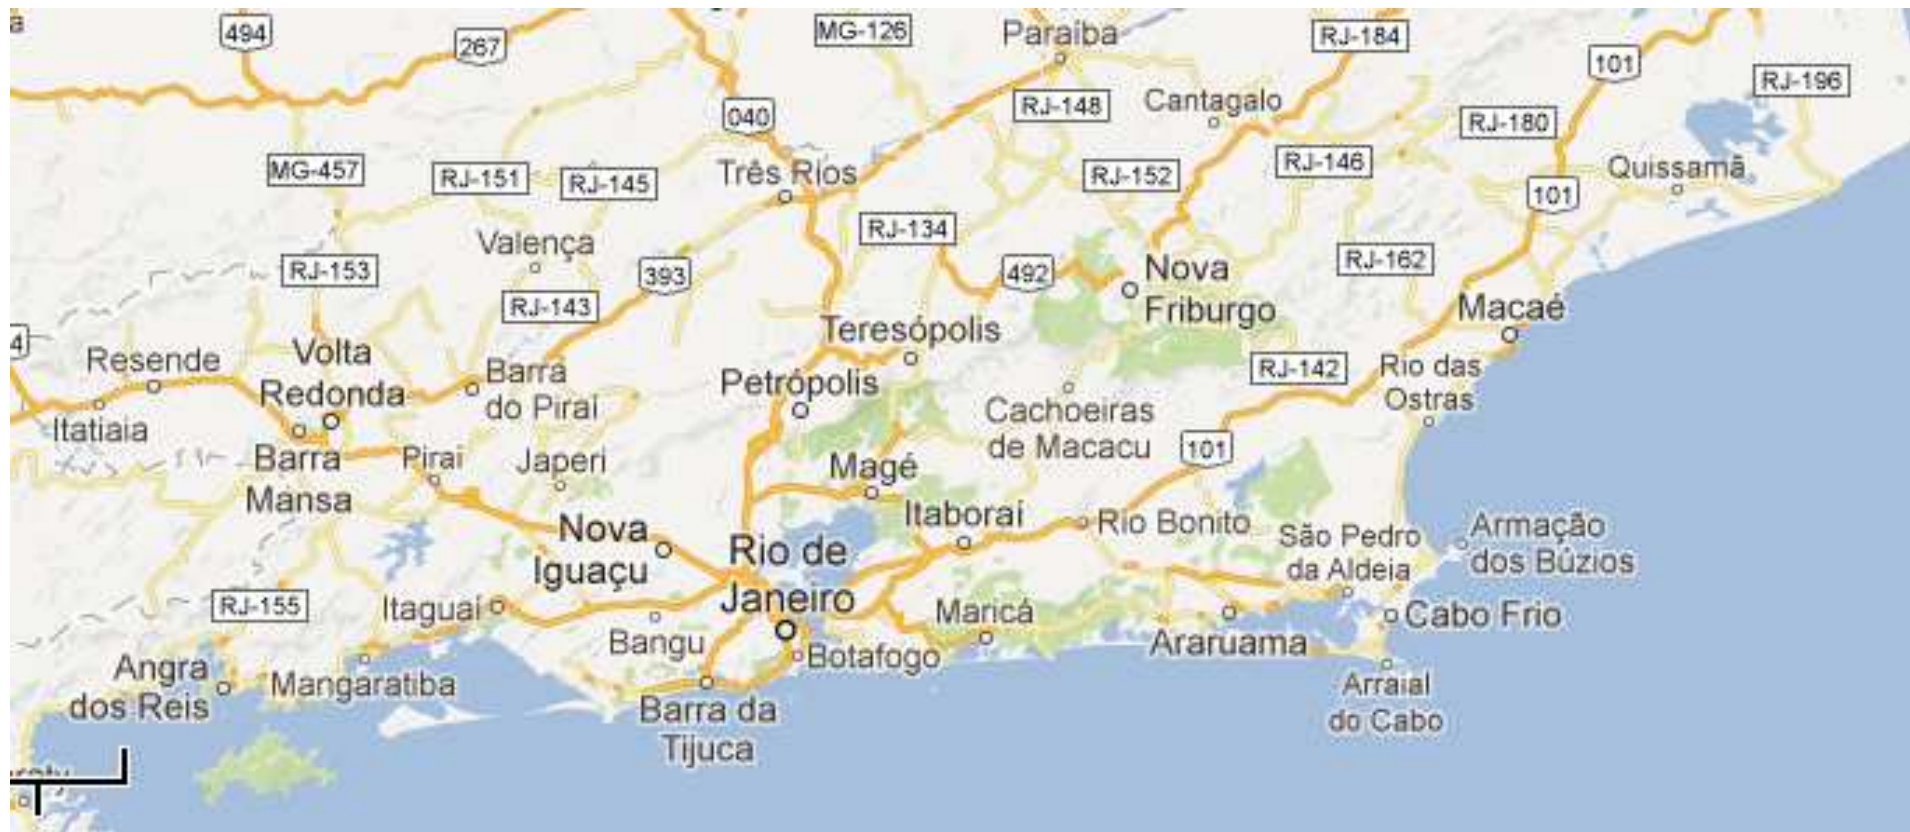 494
267
MG-126
Paraíba
RJ-184
101
RJ-196
040
RJ-148
Cantagalo
RJ-180
MG-457
RJ-151
RJ-145
Três Rios
RJ-152
RJ-146
Quissamã
101
RJ-134
Valença
RJ-153
393
492
RJ-162
Nova
Friburgo
RJ-143
Macaé
4
Teresópolis
Resende
Volta
Redonda
Barra
do Piraí
Petrópolis
RJ-142
Rio das
Ostras
Itatiaia
Cachoeiras
de Macacu
101
Barra
Mansa
Piraí
Japeri
Magé
Itaboraí
Rio Bonito
Nova
Iguaçu
Rio de
Janeiro
São Pedro
da Aldeia
Armação
dos Búzios
RJ-155
Itaguaí
Bangu
Maricá
Araruama
Cabo Frio
Botafogo
Angra
dos Reis
Mangaratiba
Barra da
Tijuca
Arraial
do Cabo